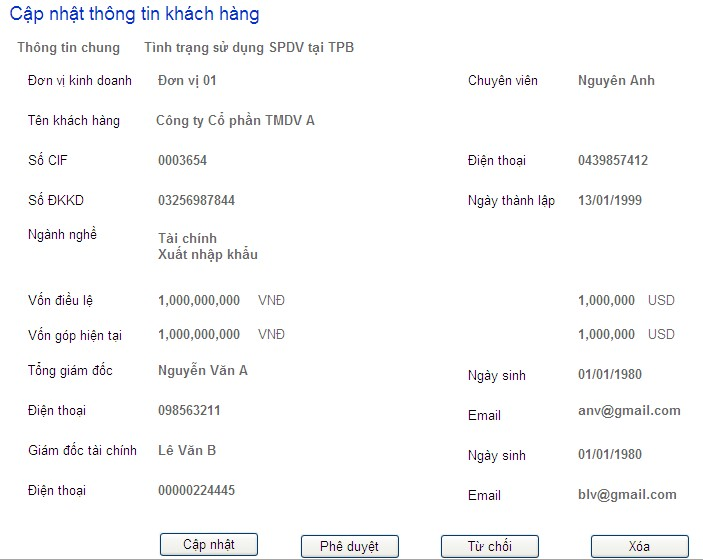 Cập nhật thông tin khách hàng
Thông tin chung Tình trạng sử dụng SPDV tại TPB
Đơn vị kinh doanh Đơn vị 01 Chuyên viên Nguyên Anh
Tên khách hàng Công ty Cổ phần TMDV A
Số CIF 0003654 Điện thoại 0439857412
Số ĐKKD 03256987844 Ngày thành lập 13/01/1999
Ngành nghề Tài chính
Xuất nhập khẩu
Vốn điều lệ 1,000,000,000 VNĐ 1,000,000 USD
Vốn góp hiện tại 1,000,000,000 VNĐ 1,000,000 USD
Tổng giám đốc Nguyễn Văn A Ngày sinh 01/01/1980
Điện thoại 098563211 Email anv@gmail.com
Giám đốc tài chính Lê Văn B Ngày sinh 01/01/1980
Điện thoại 00000224445 Email blv@gmail.com
Cập nhật Phê duyệt Từ chối Xóa